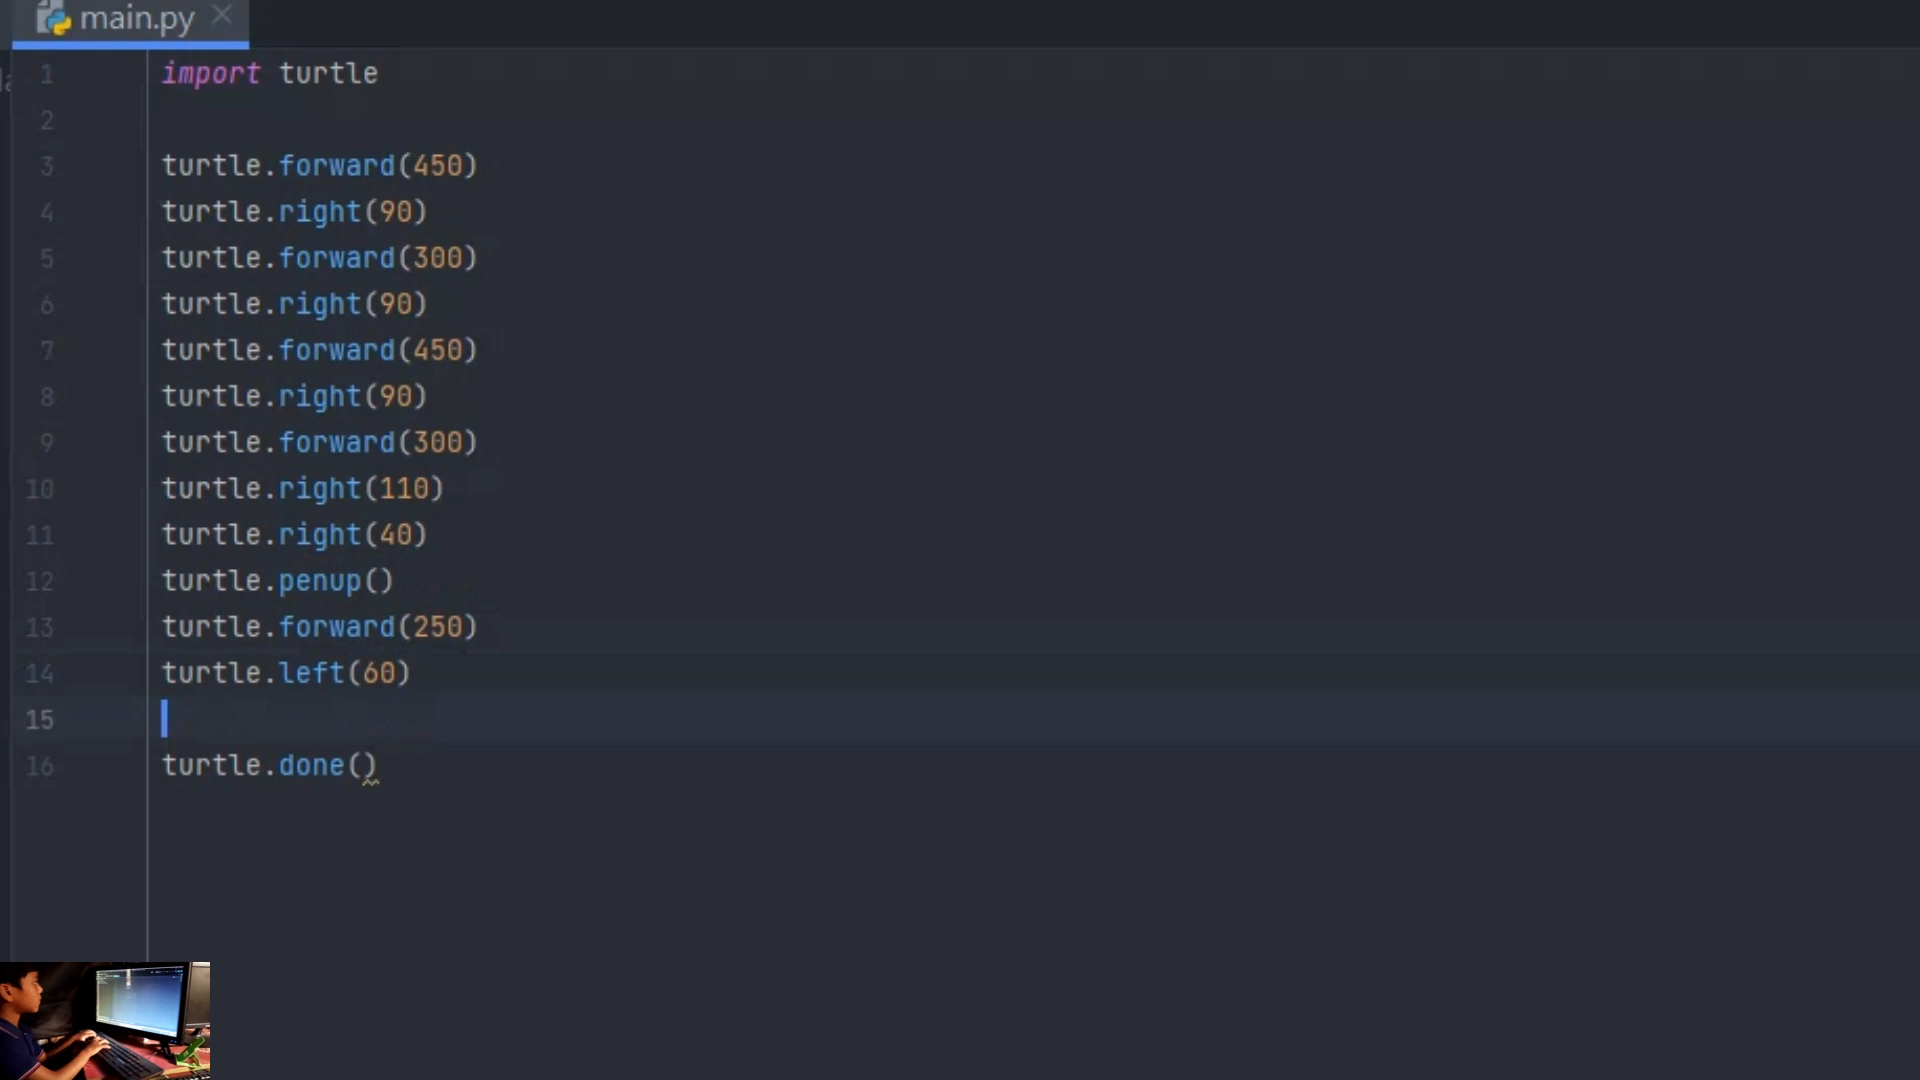 main.py
1 import turtle
2
3 turtle.forward(450)
4 turtle.right(90)
5 turtle.forward(300)
6 turtle.right(90)
7 turtle.forward(450)
8 turtle.right(90)
9 turtle.forward(300)
10 turtle.right(110)
11 turtle.right(40)
12 turtle.penup()
13 turtle.forward(250)
14 turtle.left(60)
15
16 turtle.done()